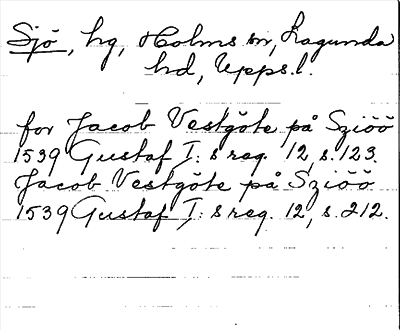 Sjö, hg, Holms sn, Lagunda
hd, Upps.l.
for Jacob Vestgöte på Sziöö
1539 Gustaf I: s reg. 12, s. 123.
Jacob Vestgöte på Sziöö
1539 Gustaf I: s reg. 12, s. 212.